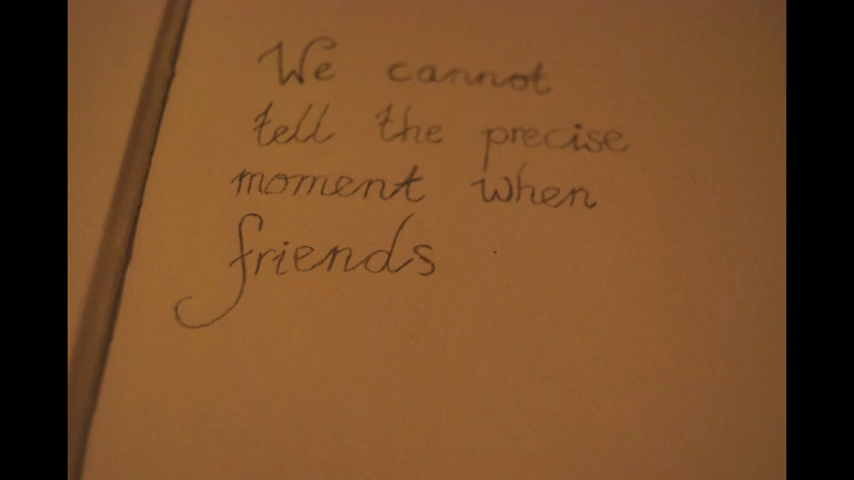 We cannot
tell the precise
moment when
friends